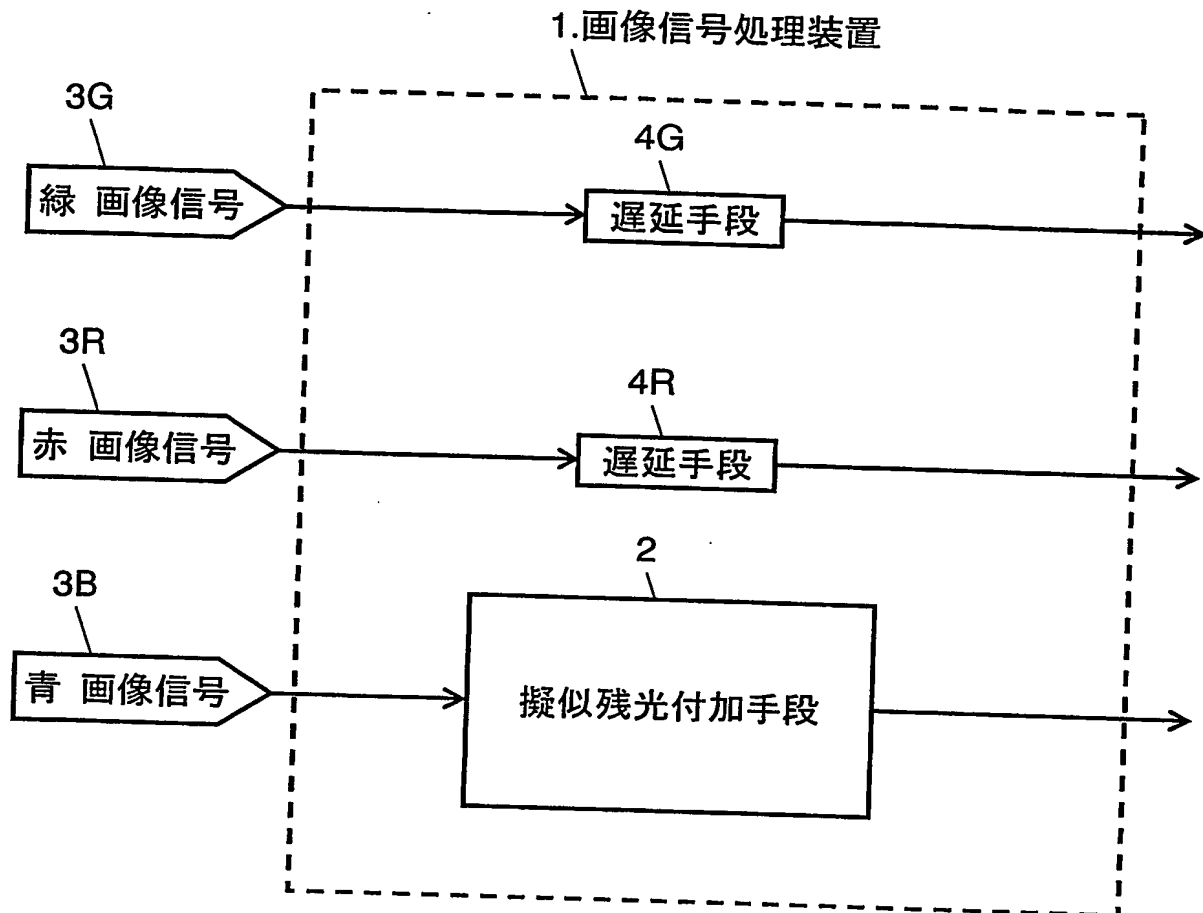 1.画像信号処理装置
3G
4G
緑 画像信号
遅延手段
3R
4R
赤 画像信号
遅延手段
2
3B
青 画像信号
擬似残光付加手段